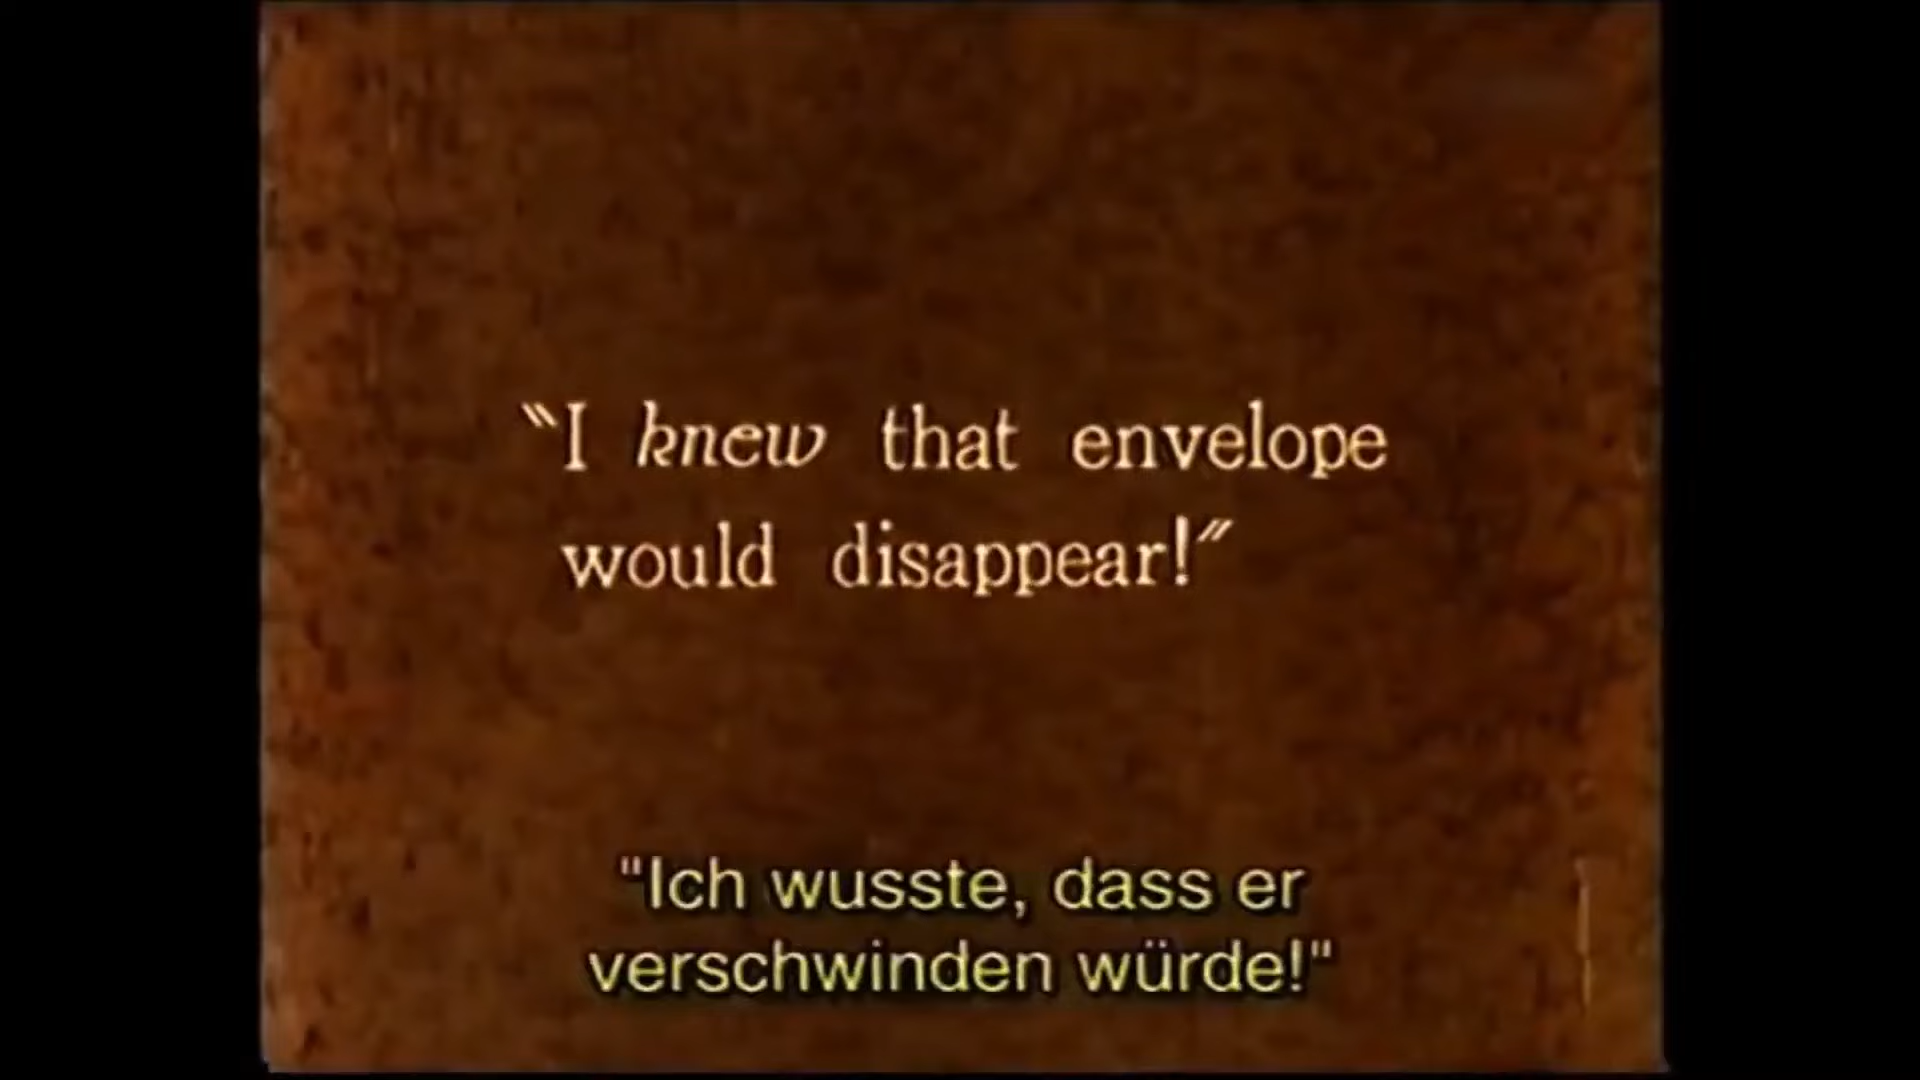 "I knew that envelope
would disappear!"
"Ich wusste, dass er
verschwinden würde!"